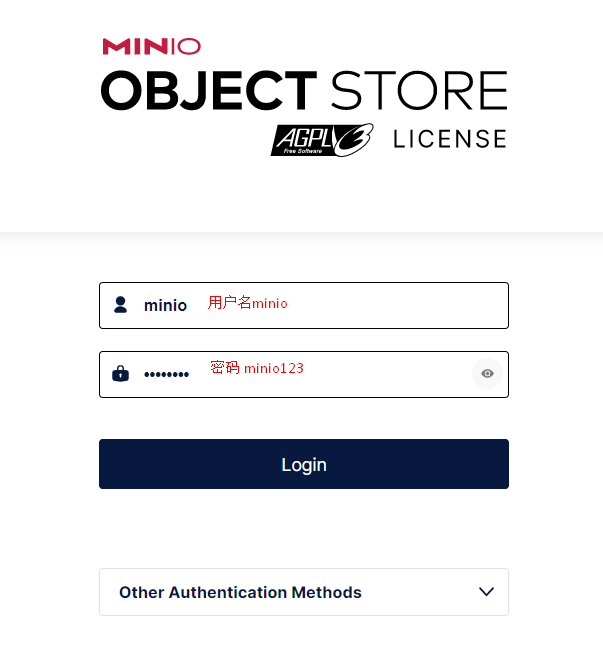 MINIO
OBJECT STORE
AGPL v3 LICENSE
Free Software
minio 用户名minio
•••••••• 密码 minio123
Login
Other Authentication Methods